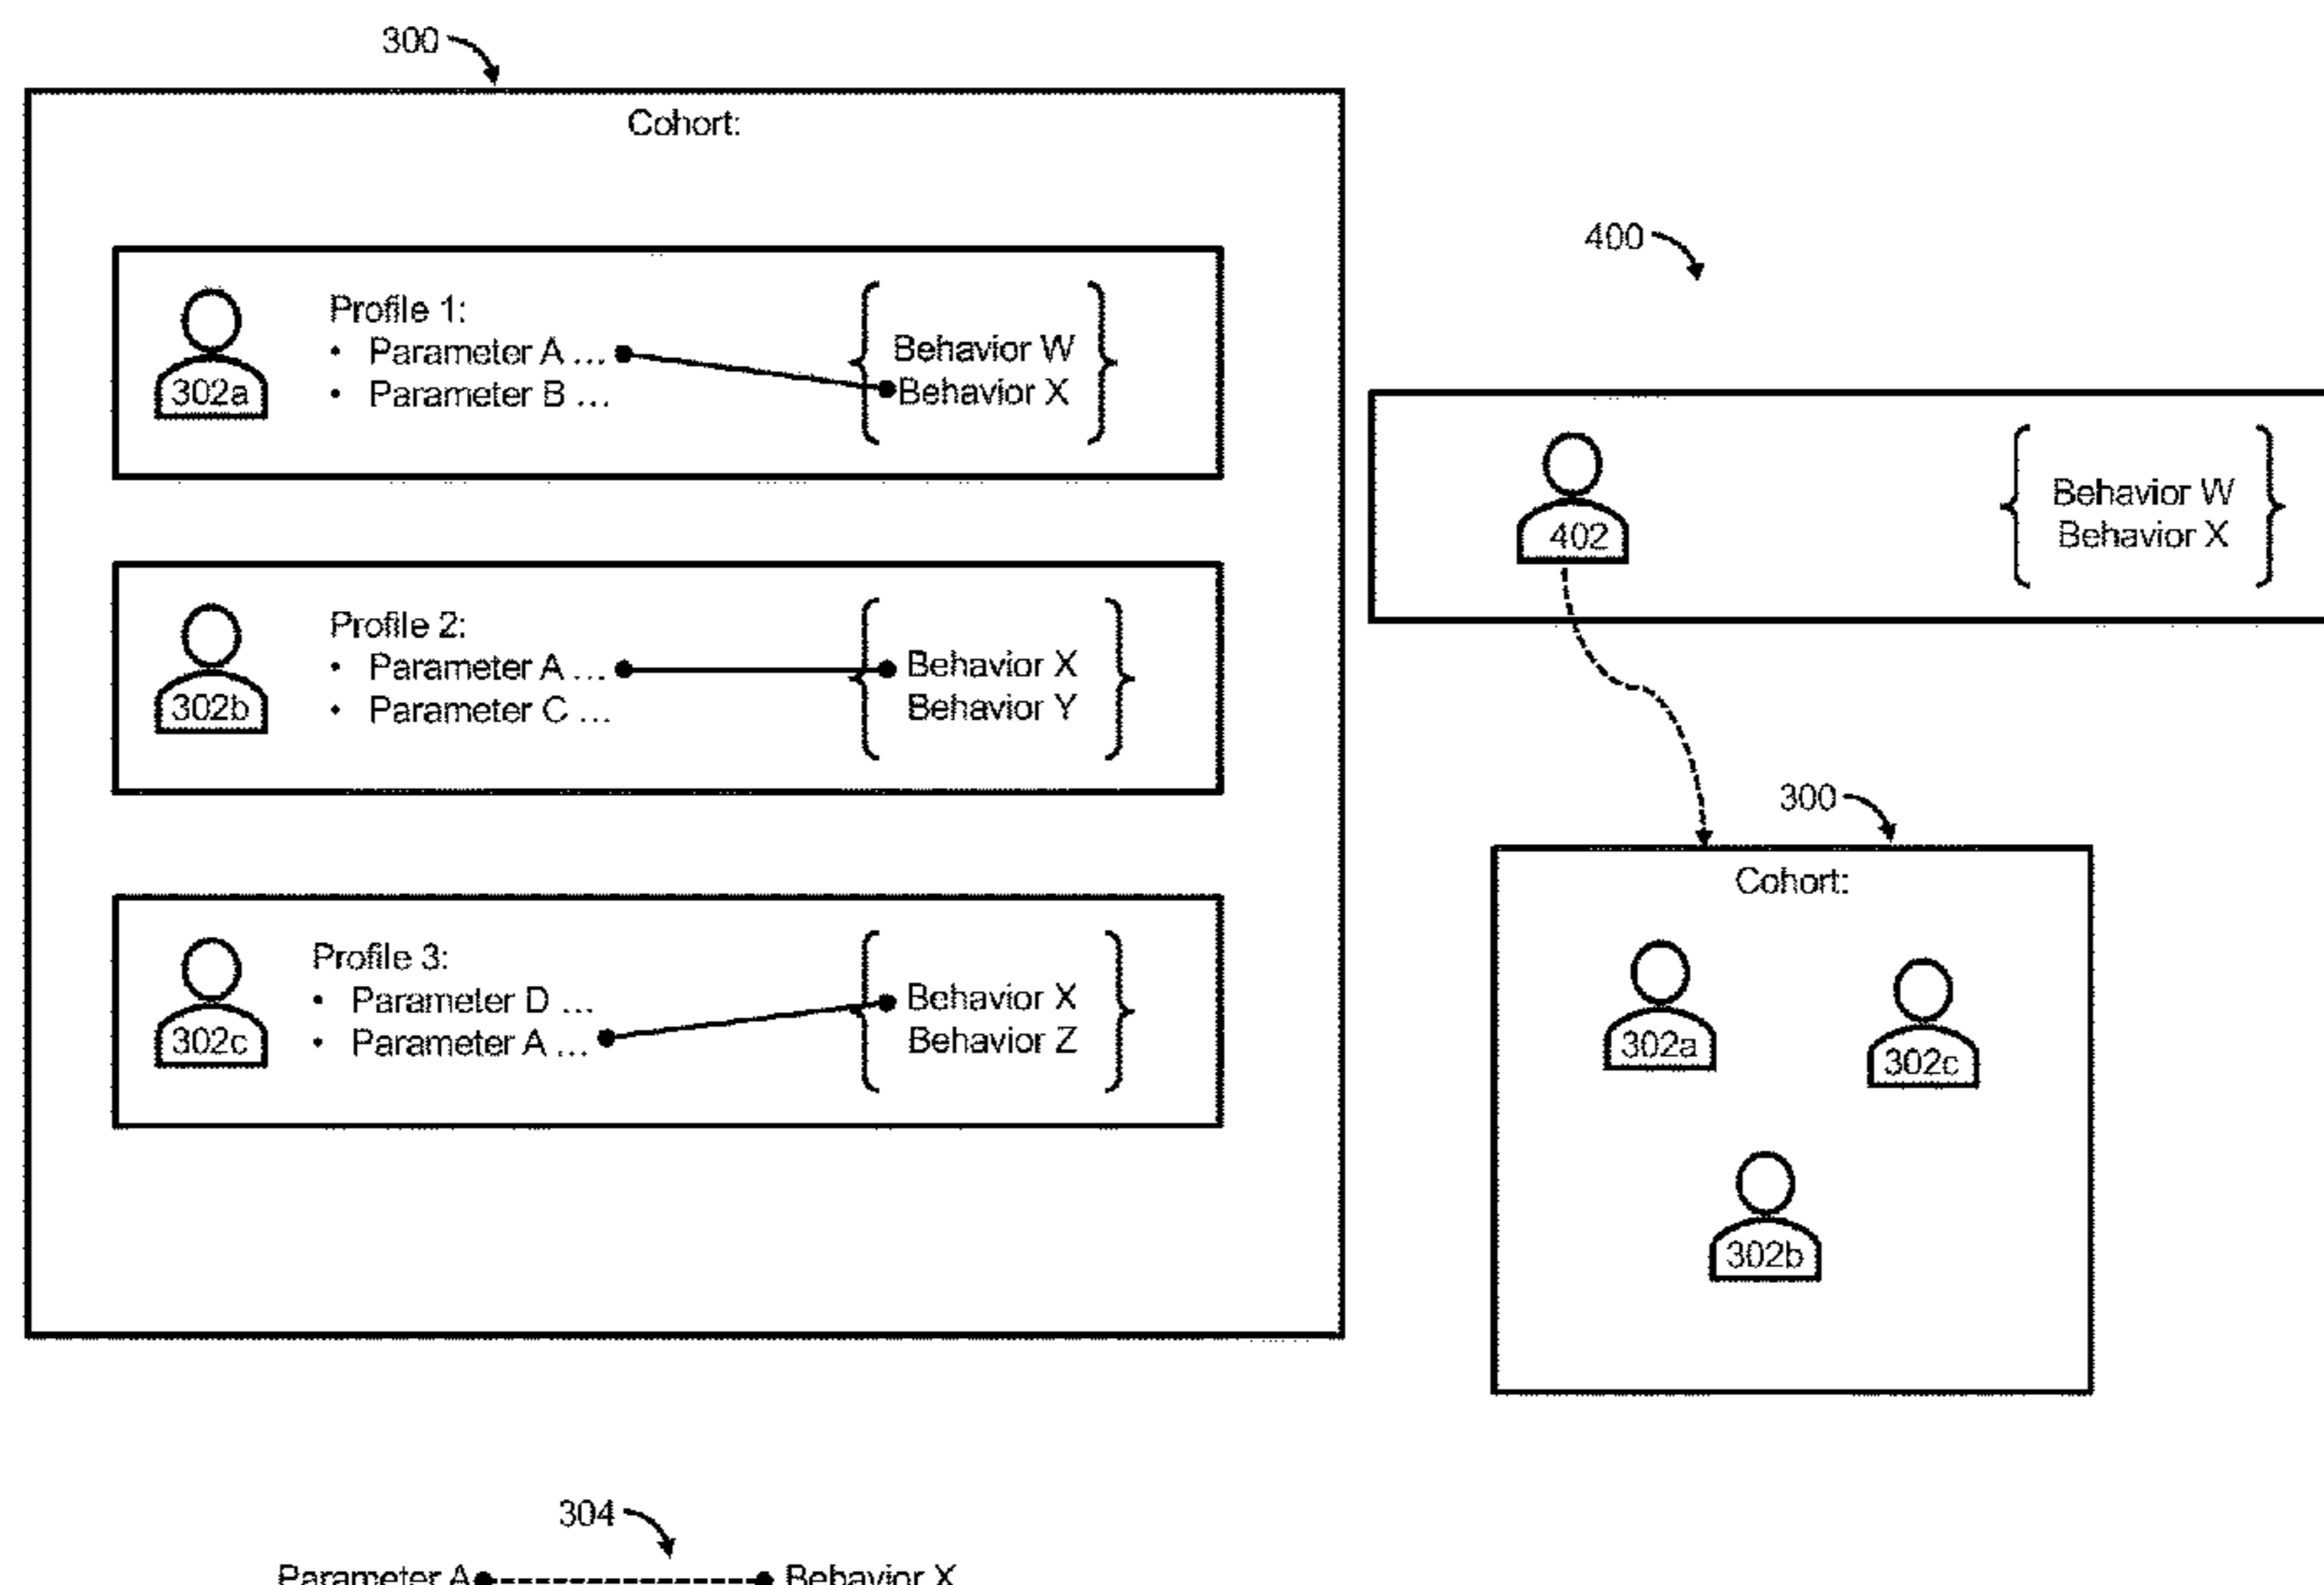 300
Cohort:
302a
Profile 1:
• Parameter A ...
• Parameter B ...
Behavior W
Behavior X
302b
Profile 2:
• Parameter A ...
• Parameter C ...
Behavior X
Behavior Y
302c
Profile 3:
• Parameter D ...
• Parameter A ...
Behavior X
Behavior Z
304
Parameter A
Behavior X
400
402
Behavior W
Behavior X
300
Cohort:
302a
302c
302b